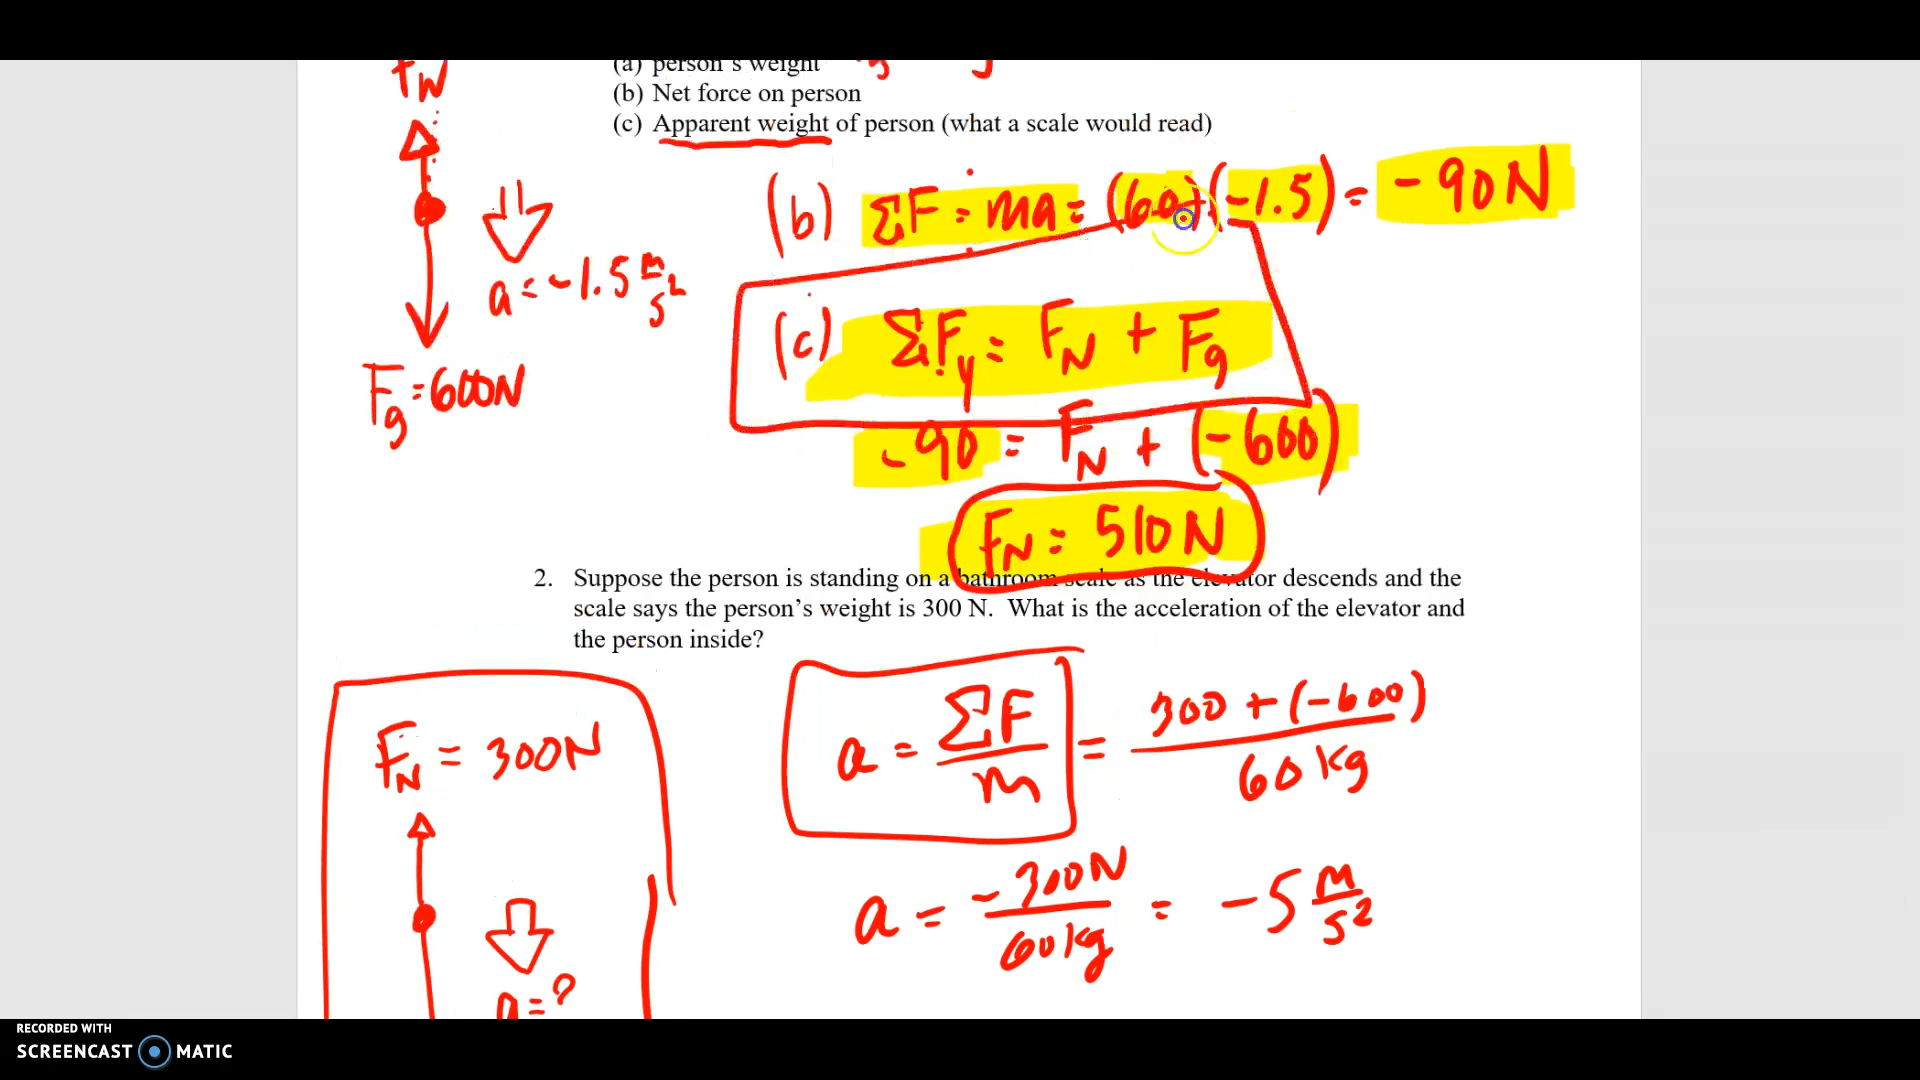 FN
(a) person's weight
(b) Net force on person
(c) Apparent weight of person (what a scale would read)
(b) ΣF = ma = (60)(-1.5) = -90N
a = -1.5 m/s²
(c) ΣFy = FN + Fg
Fg = 600N
-90 = FN + (-600)
FN = 510N
2. Suppose the person is standing on a bathroom scale as the elevator descends and the
scale says the person's weight is 300 N. What is the acceleration of the elevator and
the person inside?
FN = 300N
a = ΣF/m = 300 + (-600)/60 kg
a = -300N/60kg = -5 m/s²
a = ?
RECORDED WITH
SCREENCAST MATIC